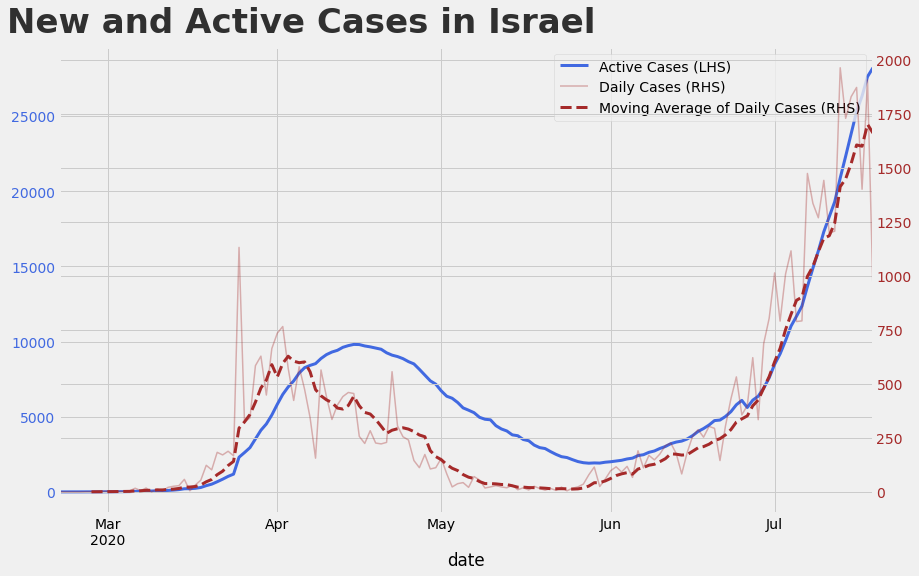 New and Active Cases in Israel
Active Cases (LHS)
Daily Cases (RHS)
Moving Average of Daily Cases (RHS)
25000
20000
15000
10000
5000
0
2000
1750
1500
1250
1000
750
500
250
0
Mar
2020
Apr
May
Jun
Jul
date